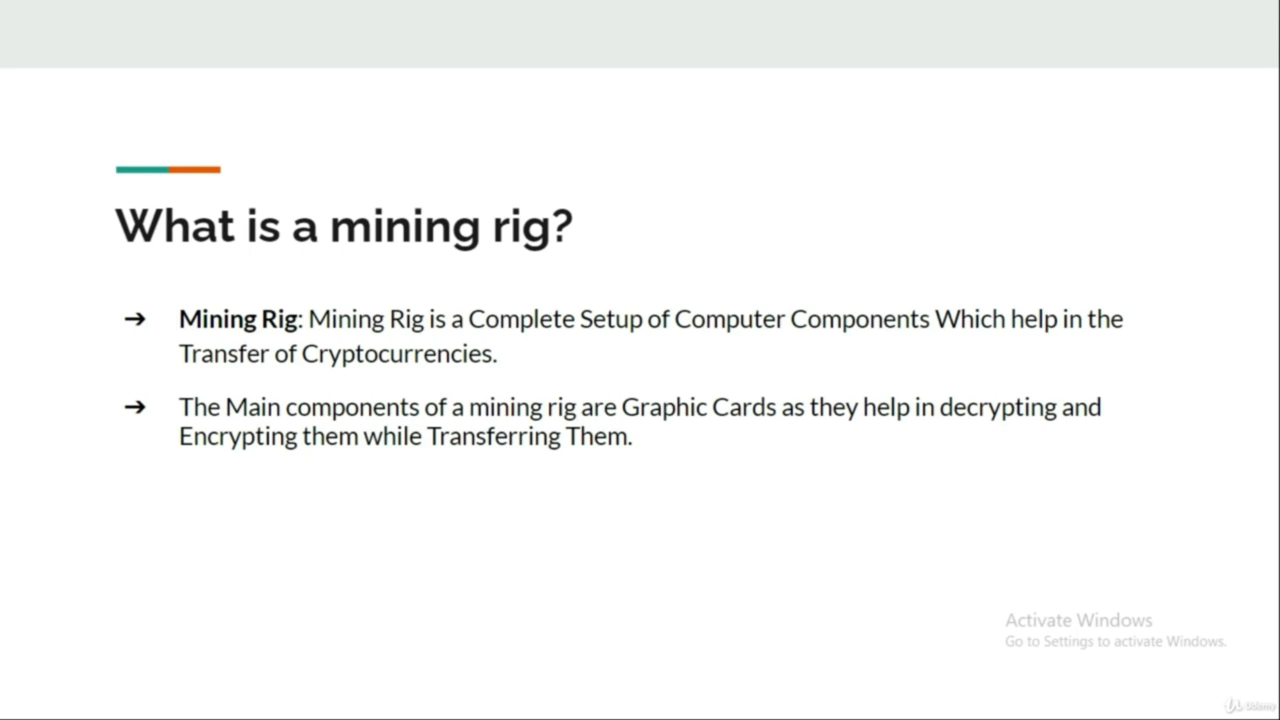 What is a mining rig?
➔ Mining Rig: Mining Rig is a Complete Setup of Computer Components Which help in the
Transfer of Cryptocurrencies.
➔ The Main components of a mining rig are Graphic Cards as they help in decrypting and
Encrypting them while Transferring Them.
Activate Windows
Go to Settings to activate Windows.
Udemy